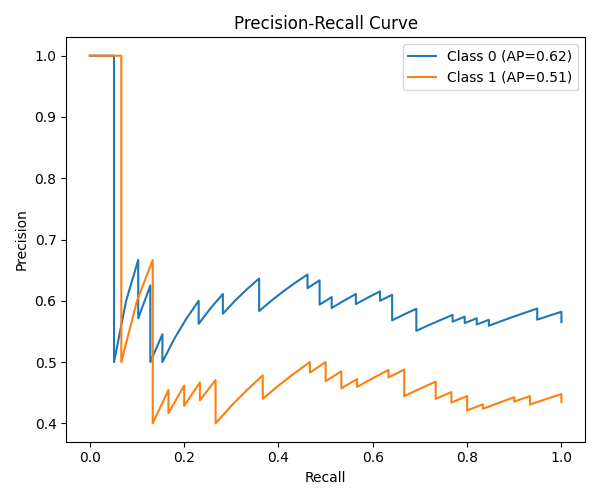 Precision-Recall Curve
Class 0 (AP=0.62)
Class 1 (AP=0.51)
1.0
0.9
0.8
0.7
0.6
0.5
0.4
Precision
0.0 0.2 0.4 0.6 0.8 1.0
Recall